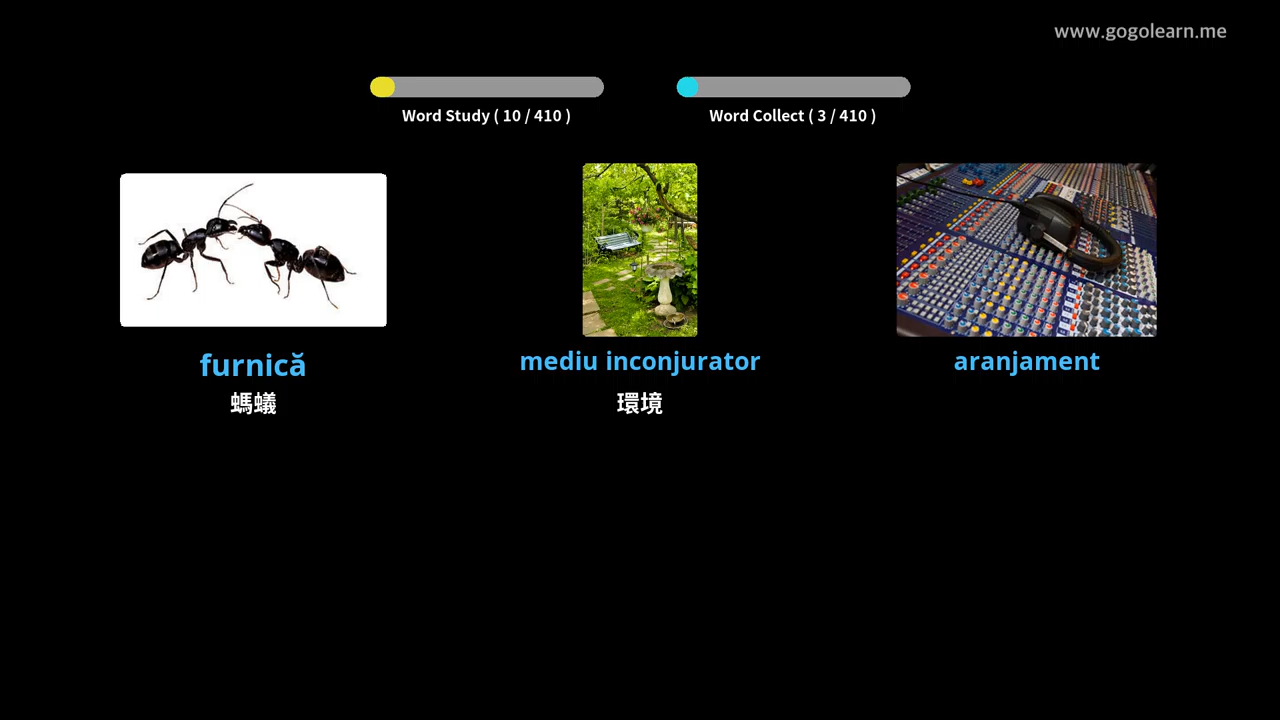 www.gogolearn.me
Word Study ( 10 / 410 )
Word Collect ( 3 / 410 )
furnică
mediu inconjurator
aranjament
螞蟻
環境